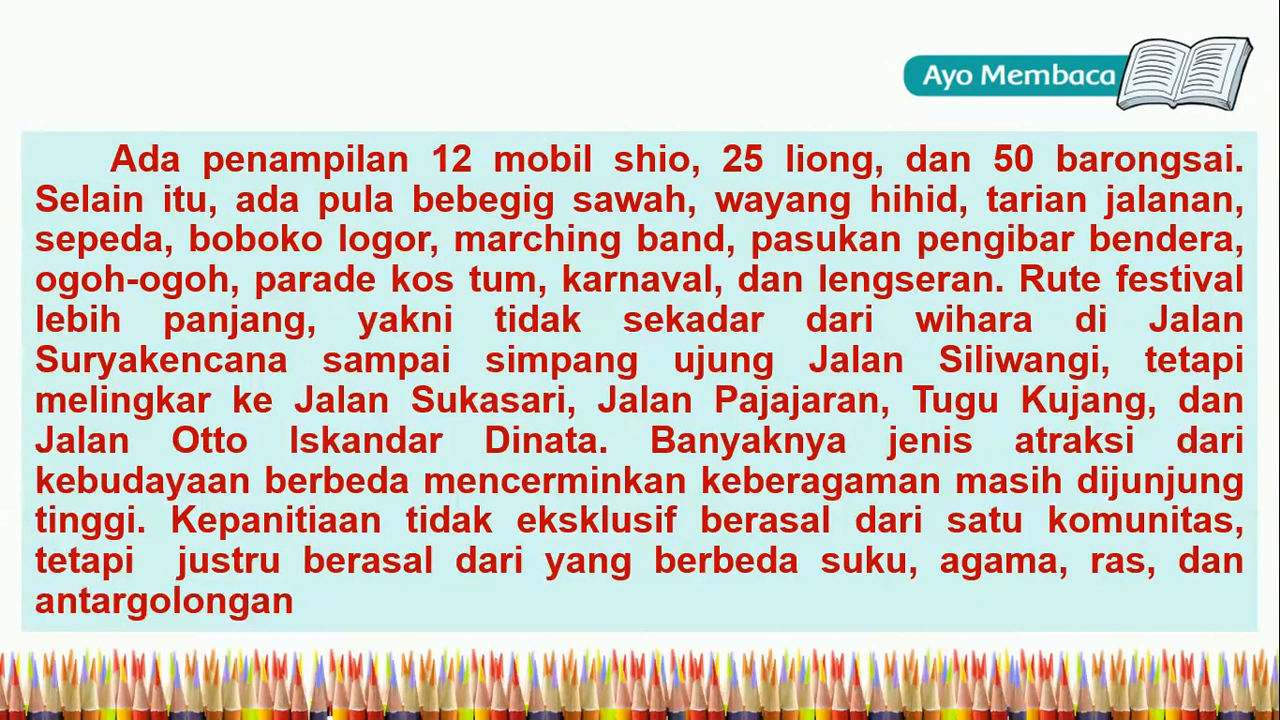 Ayo Membaca
Ada penampilan 12 mobil shio, 25 liong, dan 50 barongsai.
Selain itu, ada pula bebegig sawah, wayang hihid, tarian jalanan,
sepeda, boboko logor, marching band, pasukan pengibar bendera,
ogoh-ogoh, parade kos tum, karnaval, dan lengseran. Rute festival
lebih panjang, yakni tidak sekadar dari wihara di Jalan
Suryakencana sampai simpang ujung Jalan Siliwangi, tetapi
melingkar ke Jalan Sukasari, Jalan Pajajaran, Tugu Kujang, dan
Jalan Otto Iskandar Dinata. Banyaknya jenis atraksi dari
kebudayaan berbeda mencerminkan keberagaman masih dijunjung
tinggi. Kepanitiaan tidak eksklusif berasal dari satu komunitas,
tetapi justru berasal dari yang berbeda suku, agama, ras, dan
antargolongan